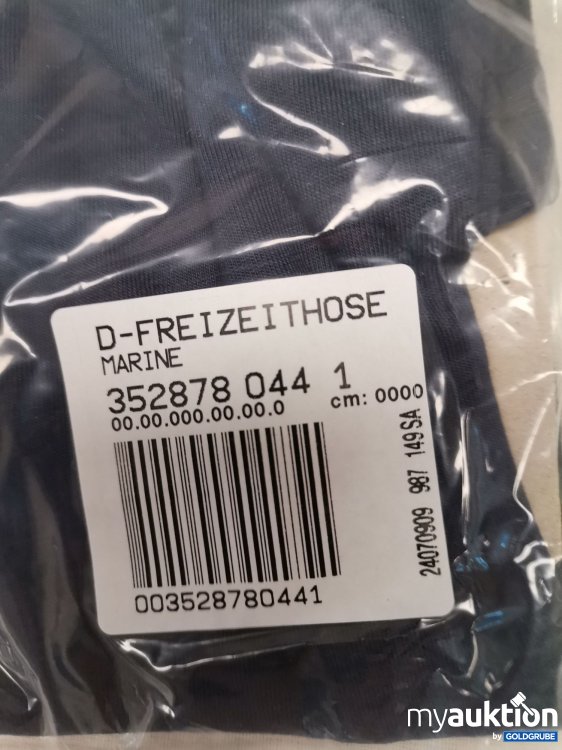 D-FREIZEITHOSE
MARINE
352878 044 1
00.00.000.00.00.0 cm: 0000
003528780441
24070909 987 149SA
myauktion
by GOLDGRUBE